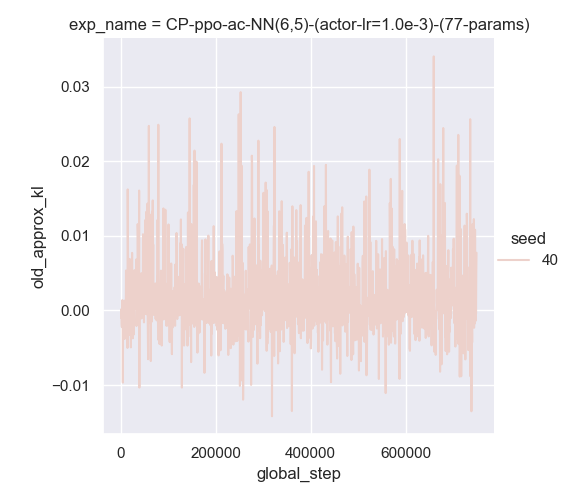 exp_name = CP-ppo-ac-NN(6,5)-(actor-lr=1.0e-3)-(77-params)
0.03
0.02
0.01
0.00
−0.01
old_approx_kl
0
200000
400000
600000
global_step
seed
40